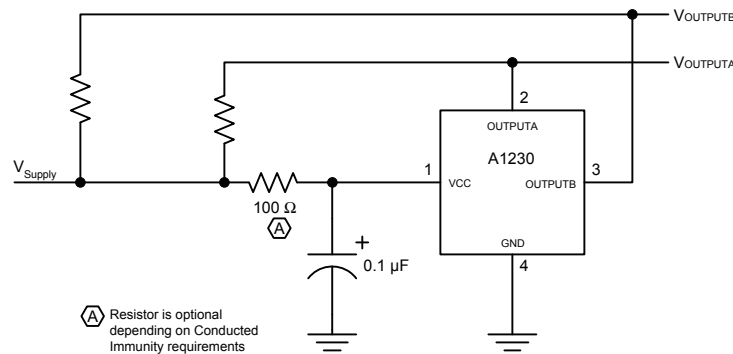 VOUTPUTB
VOUTPUTA
2
OUTPUTA
A1230
VSupply
1
VCC
OUTPUTB
3
100 Ω
A
+
0.1 µF
GND
4
A Resistor is optional
depending on Conducted
Immunity requirements